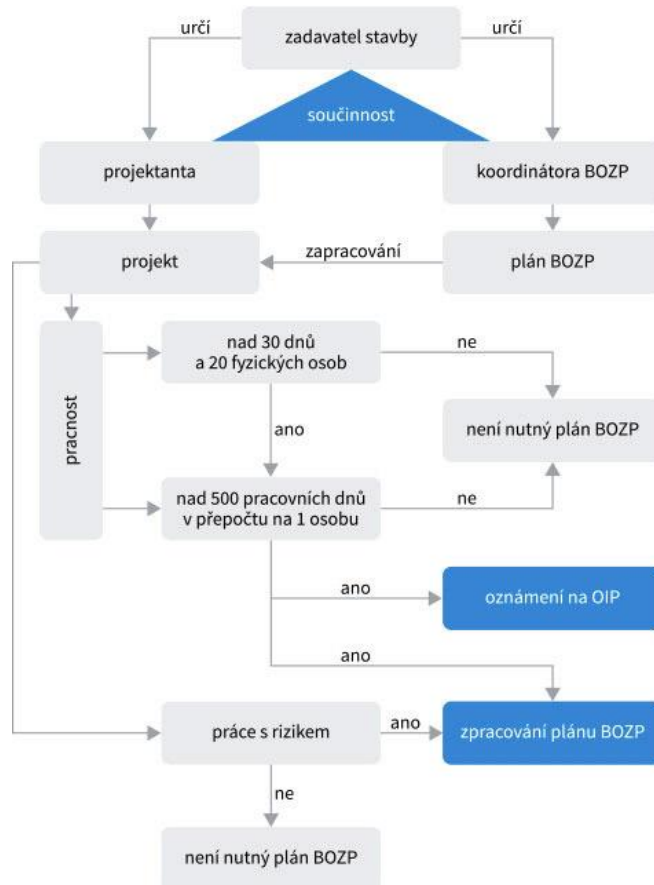 určí
zadavatel stavby
určí
součinnost
projektanta
koordinátora BOZP
projekt
zapracování
plán BOZP
pracnost
nad 30 dnů
a 20 fyzických osob
ne
ano
není nutný plán BOZP
nad 500 pracovních dnů
v přepočtu na 1 osobu
ne
ano
oznámení na OIP
ano
práce s rizikem
ano
zpracování plánu BOZP
ne
není nutný plán BOZP